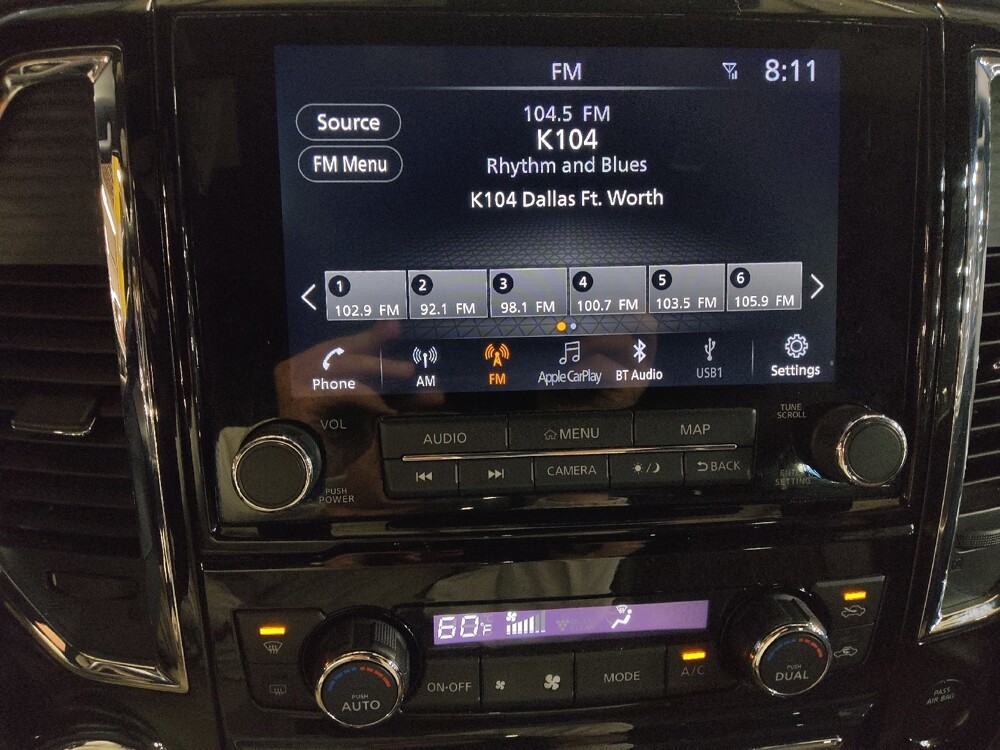 FM
8:11
Source
104.5 FM
K104
FM Menu
Rhythm and Blues
K104 Dallas Ft. Worth
1 2 3 4 5 6
102.9 FM 92.1 FM 98.1 FM 100.7 FM 103.5 FM 105.9 FM
Phone AM FM Apple CarPlay BT Audio USB1 Settings
VOL
AUDIO MENU MAP
TUNE
SCROLL
CAMERA BACK
PUSH
POWER
SETTING
60°F
PUSH
AUTO
ON·OFF
MODE
A/C
PUSH
DUAL
PASS
AIR BAG